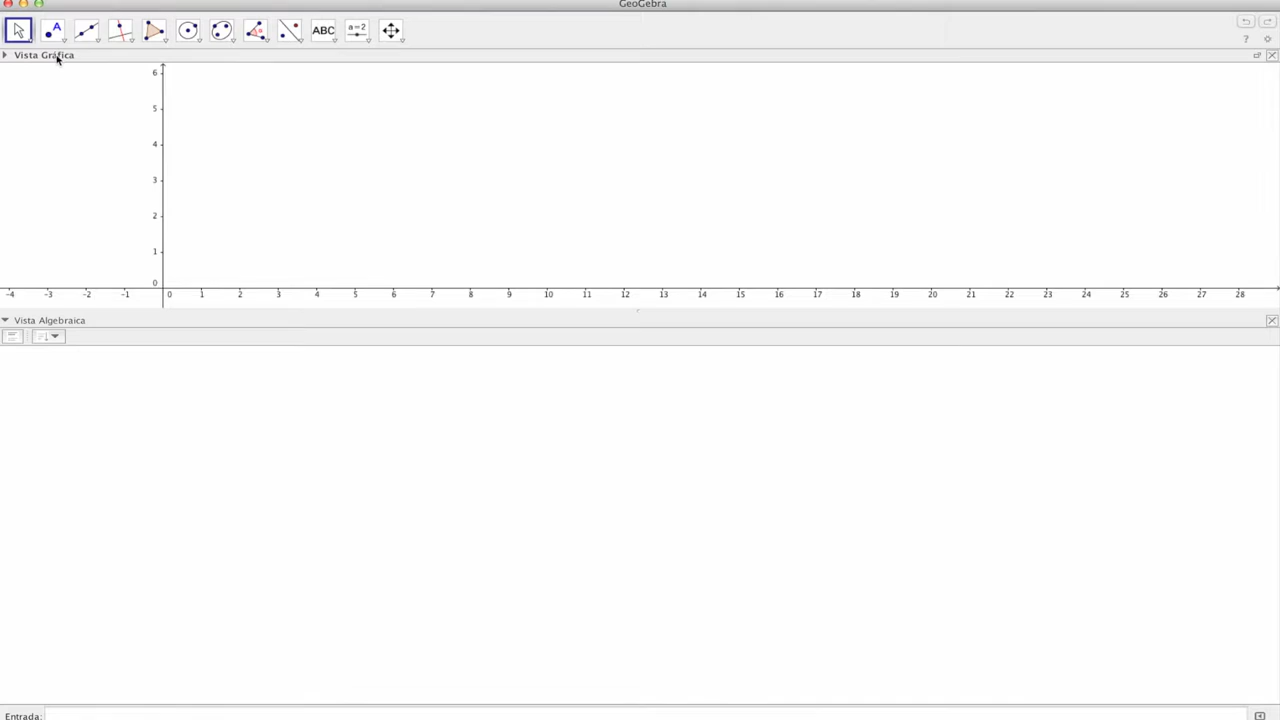 GeoGebra
A
ABC
a=2
?
Vista Gráfica
6
5
4
3
2
1
0
-4 -3 -2 -1 0 1 2 3 4 5 6 7 8 9 10 11 12 13 14 15 16 17 18 19 20 21 22 23 24 25 26 27 28
Vista Algebraica
Entrada: